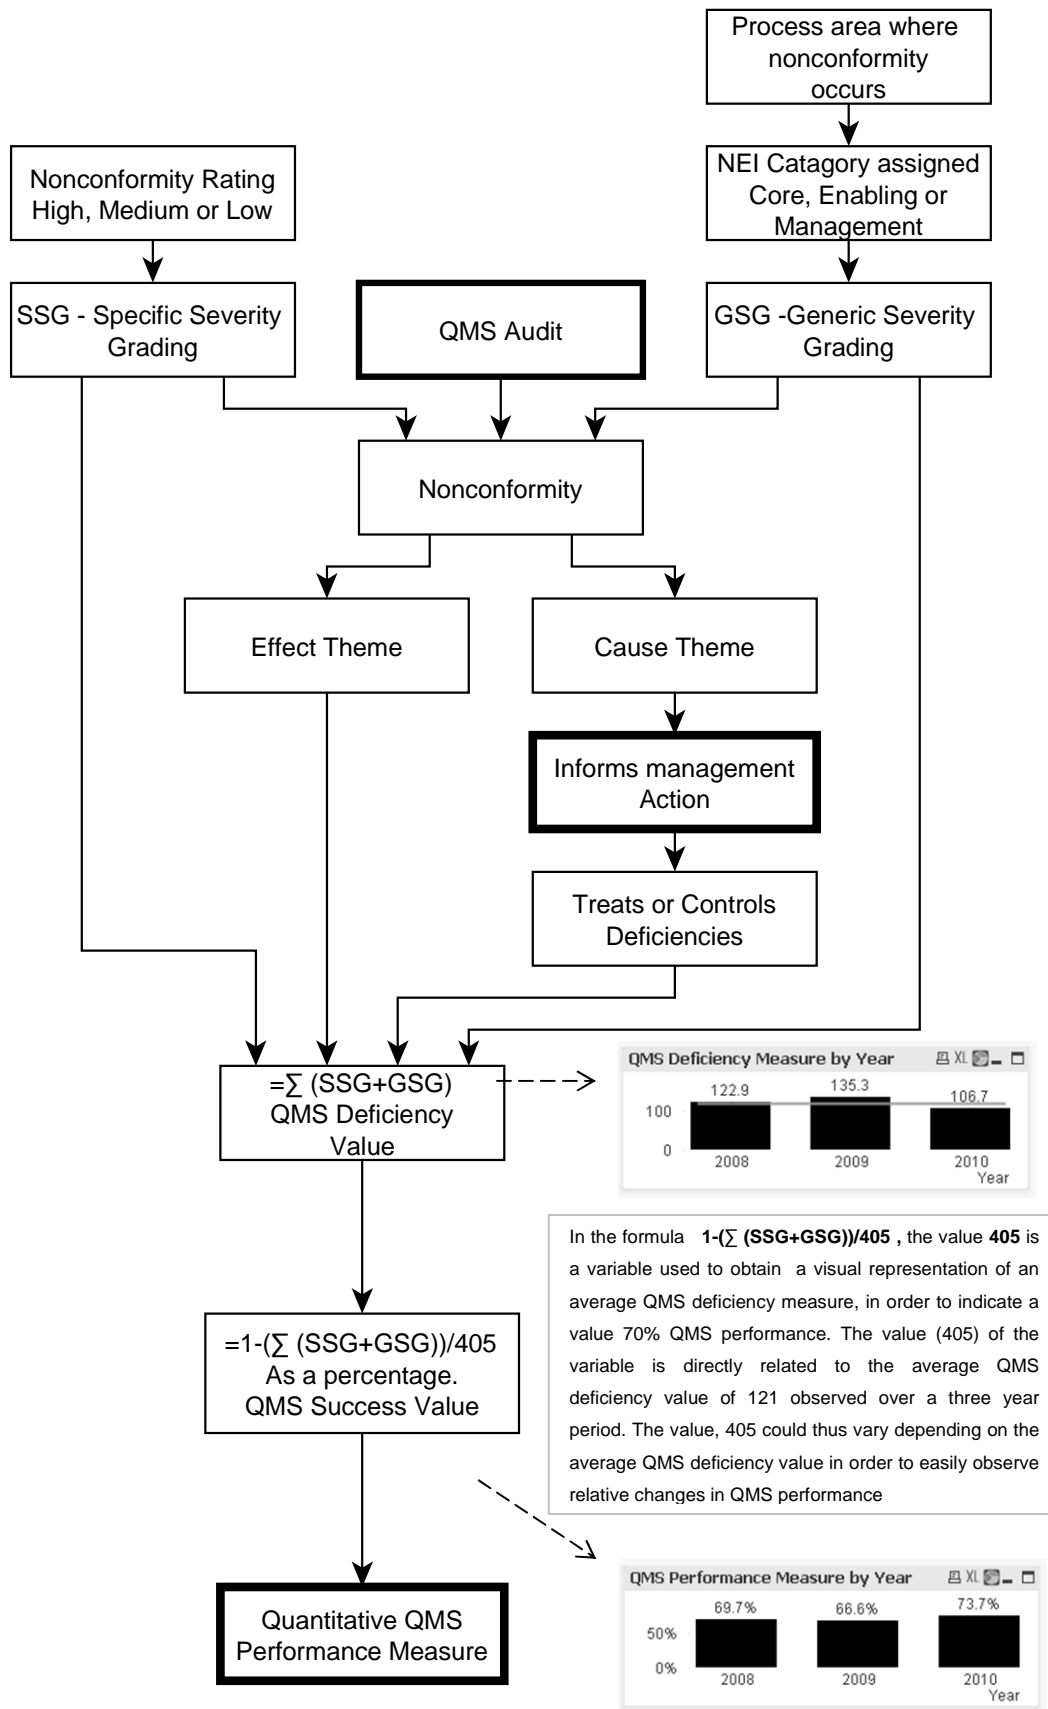 Process area where
nonconformity
occurs
Nonconformity Rating
High, Medium or Low
NEI Catagory assigned
Core, Enabling or
Management
SSG - Specific Severity
Grading
QMS Audit
GSG -Generic Severity
Grading
Nonconformity
Effect Theme
Cause Theme
Informs management
Action
Treats or Controls
Deficiencies
=∑ (SSG+GSG)
QMS Deficiency
Value
QMS Deficiency Measure by Year
XL
122.9
135.3
106.7
100
0
2008
2009
2010
Year
In the formula 1-(∑ (SSG+GSG))/405 , the value 405 is
a variable used to obtain a visual representation of an
average QMS deficiency measure, in order to indicate a
value 70% QMS performance. The value (405) of the
variable is directly related to the average QMS
deficiency value of 121 observed over a three year
period. The value, 405 could thus vary depending on the
average QMS deficiency value in order to easily observe
relative changes in QMS performance
=1-(∑ (SSG+GSG))/405
As a percentage.
QMS Success Value
Quantitative QMS
Performance Measure
QMS Performance Measure by Year
XL
69.7%
66.6%
73.7%
50%
0%
2008
2009
2010
Year